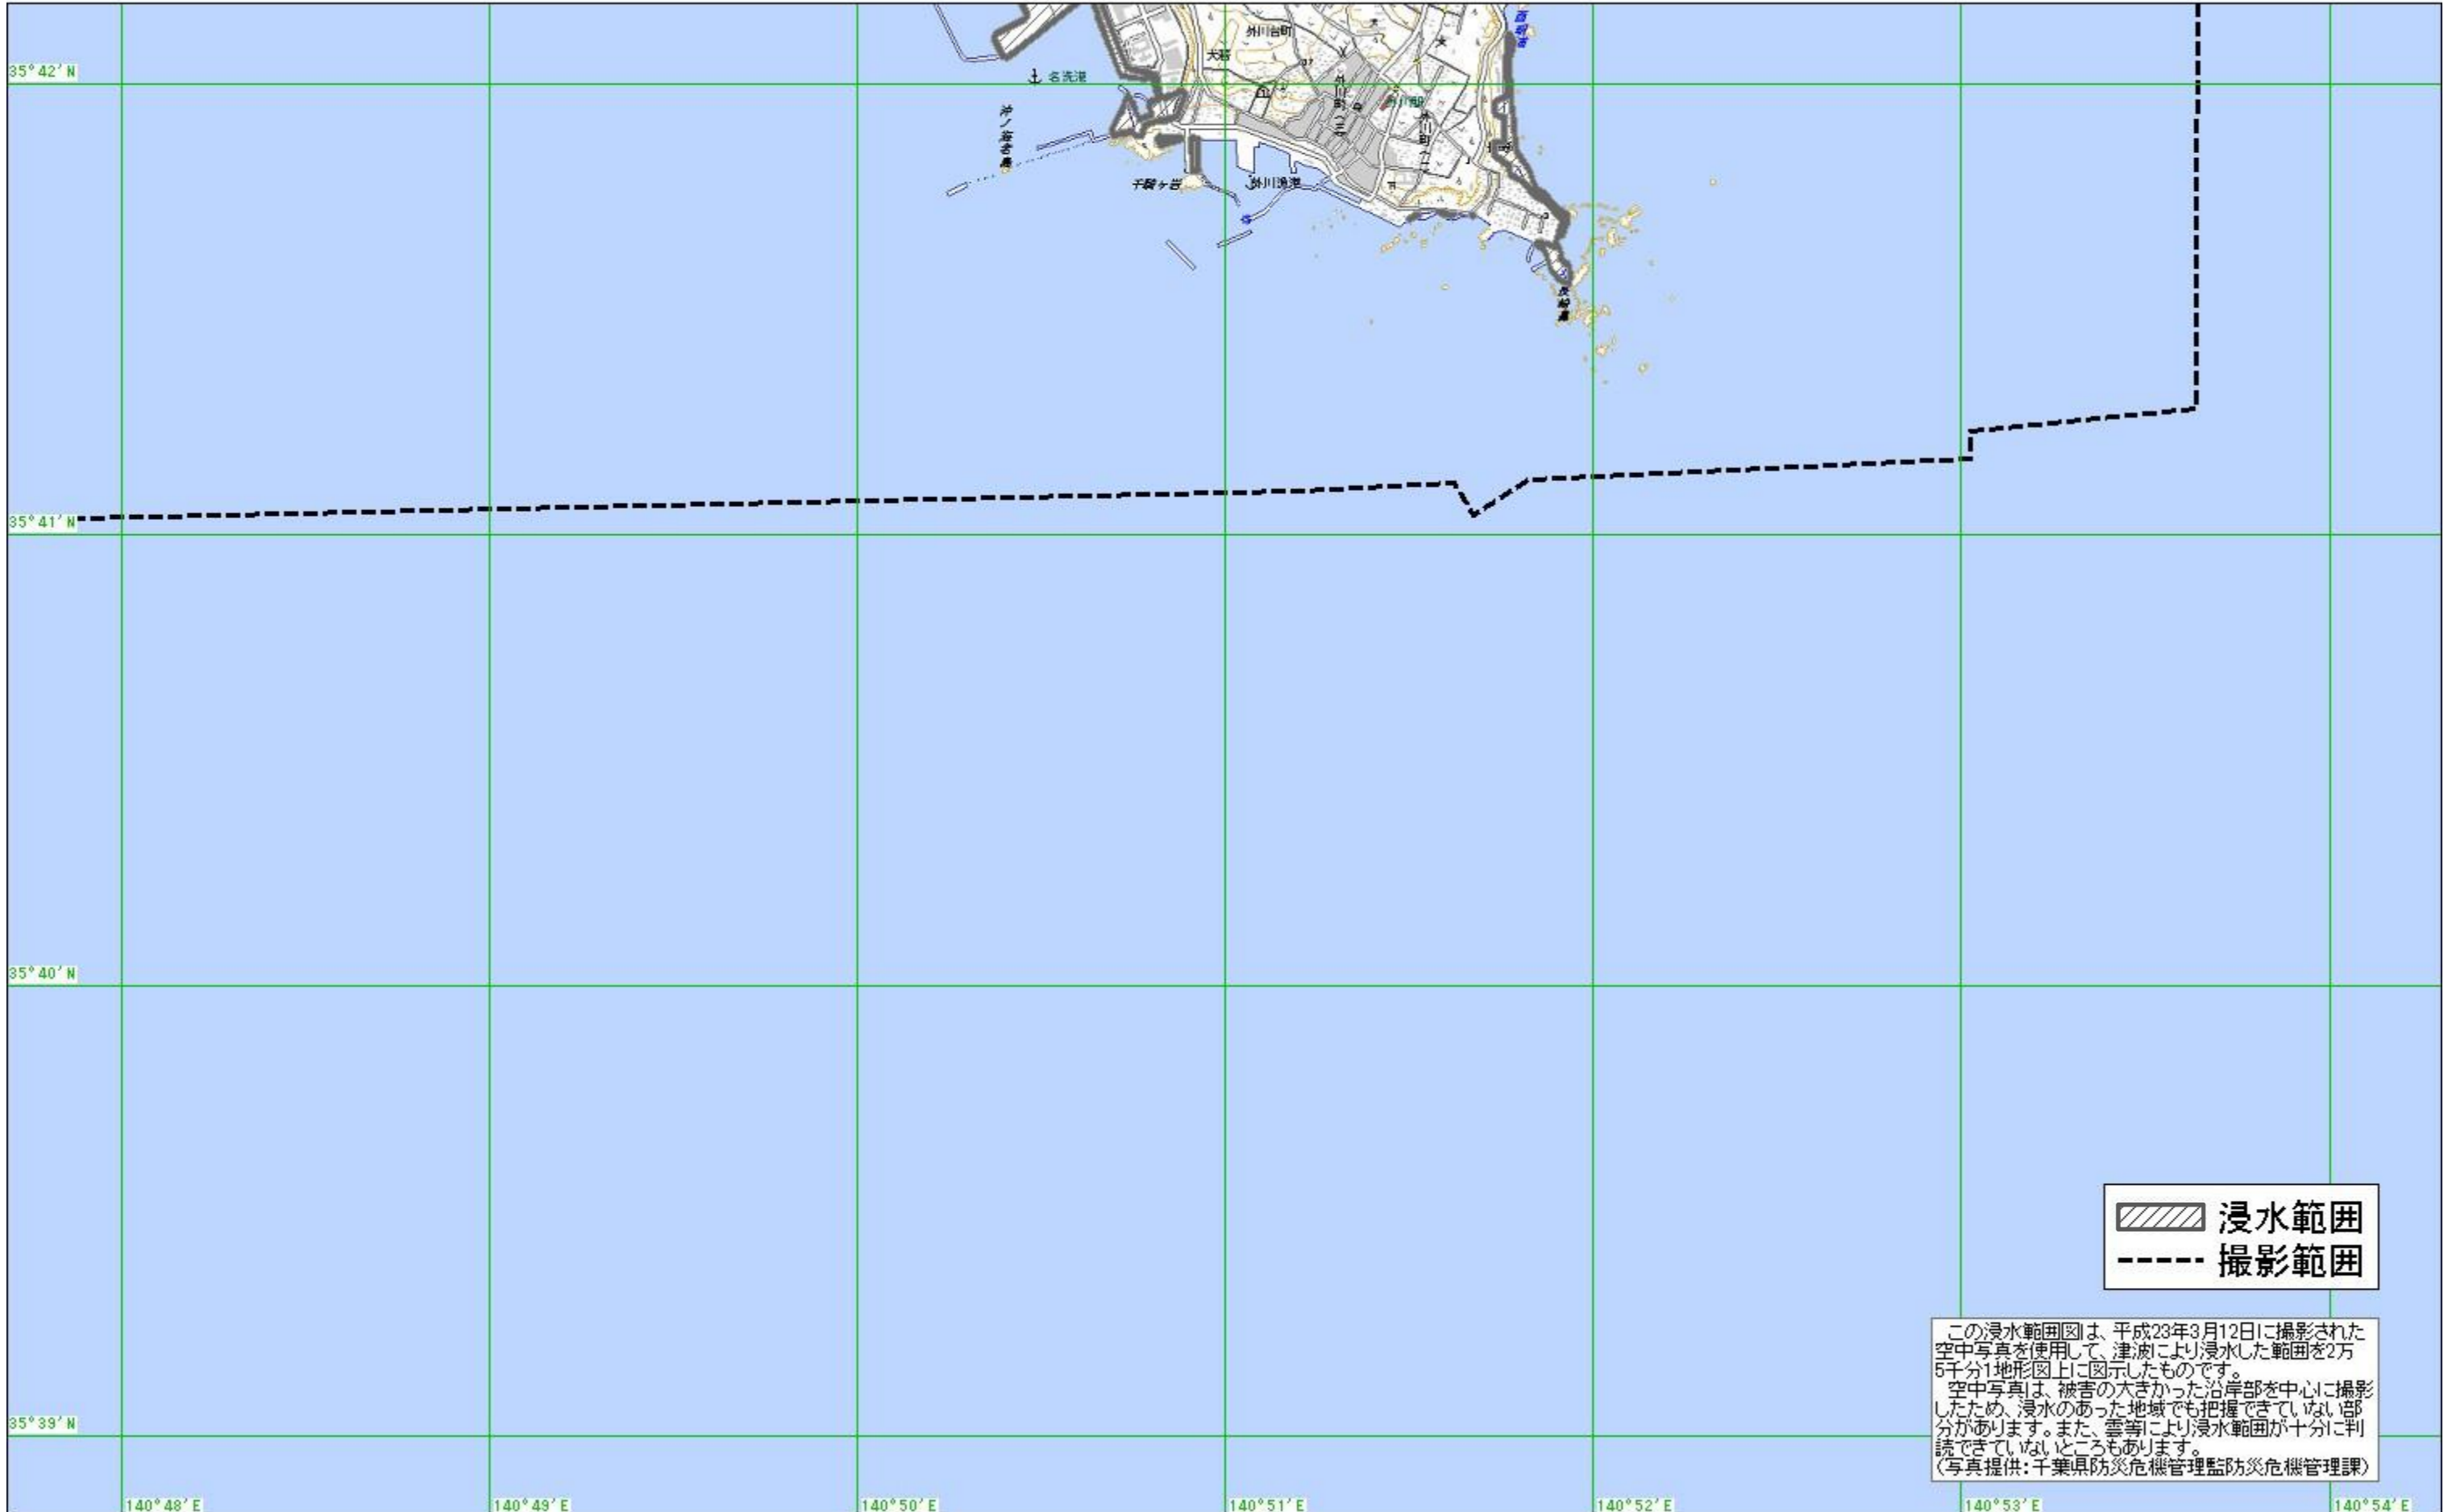 外川台町
犬若
35°42'N
名洗港
外川駅
千騎ヶ岩
外川漁港
長崎鼻
35°41'N
35°40'N
浸水範囲
撮影範囲
この浸水範囲図は、平成23年3月12日に撮影された
空中写真を使用して、津波により浸水した範囲を2万
5千分1地形図上に図示したものです。
空中写真は、被害の大きかった沿岸部を中心に撮影
したため、浸水のあった地域でも把握できていない部
分があります。また、雲等により浸水範囲が十分に判
読できていないところもあります。
(写真提供:千葉県防災危機管理監防災危機管理課)
35°39'N
140°48'E
140°49'E
140°50'E
140°51'E
140°52'E
140°53'E
140°54'E